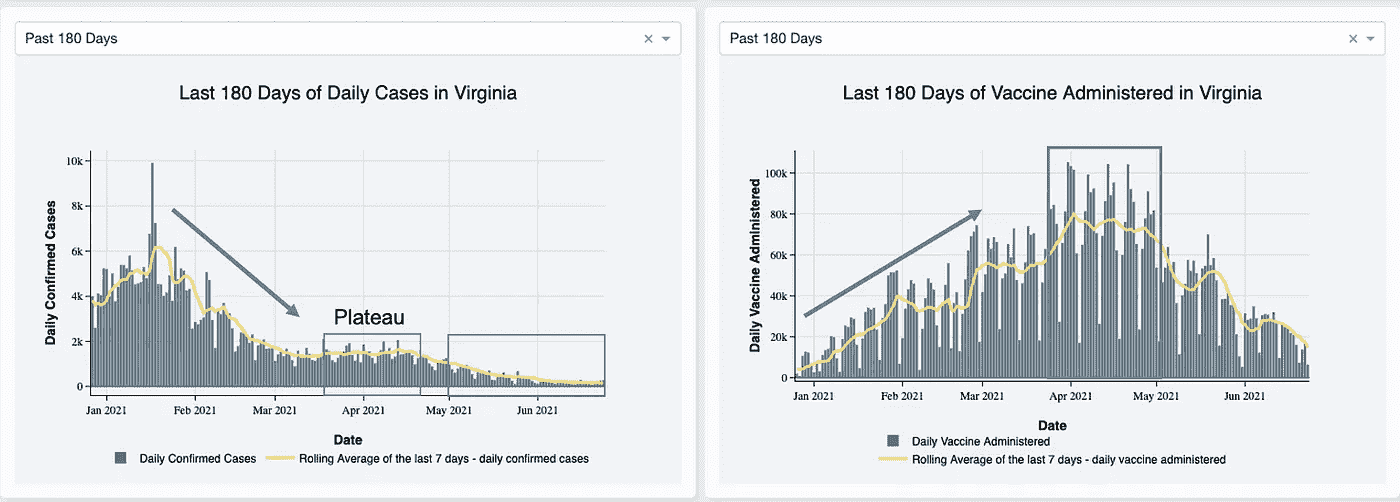 Past 180 Days
Last 180 Days of Daily Cases in Virginia
Daily Confirmed Cases
10k
8k
6k
4k
2k
0
Plateau
Jan 2021 Feb 2021 Mar 2021 Apr 2021 May 2021 Jun 2021
Date
Daily Confirmed Cases Rolling Average of the last 7 days - daily confirmed cases
Past 180 Days
Last 180 Days of Vaccine Administered in Virginia
Daily Vaccine Administered
100k
80k
60k
40k
20k
0
Jan 2021 Feb 2021 Mar 2021 Apr 2021 May 2021 Jun 2021
Date
Daily Vaccine Administered
Rolling Average of the last 7 days - daily vaccine administered